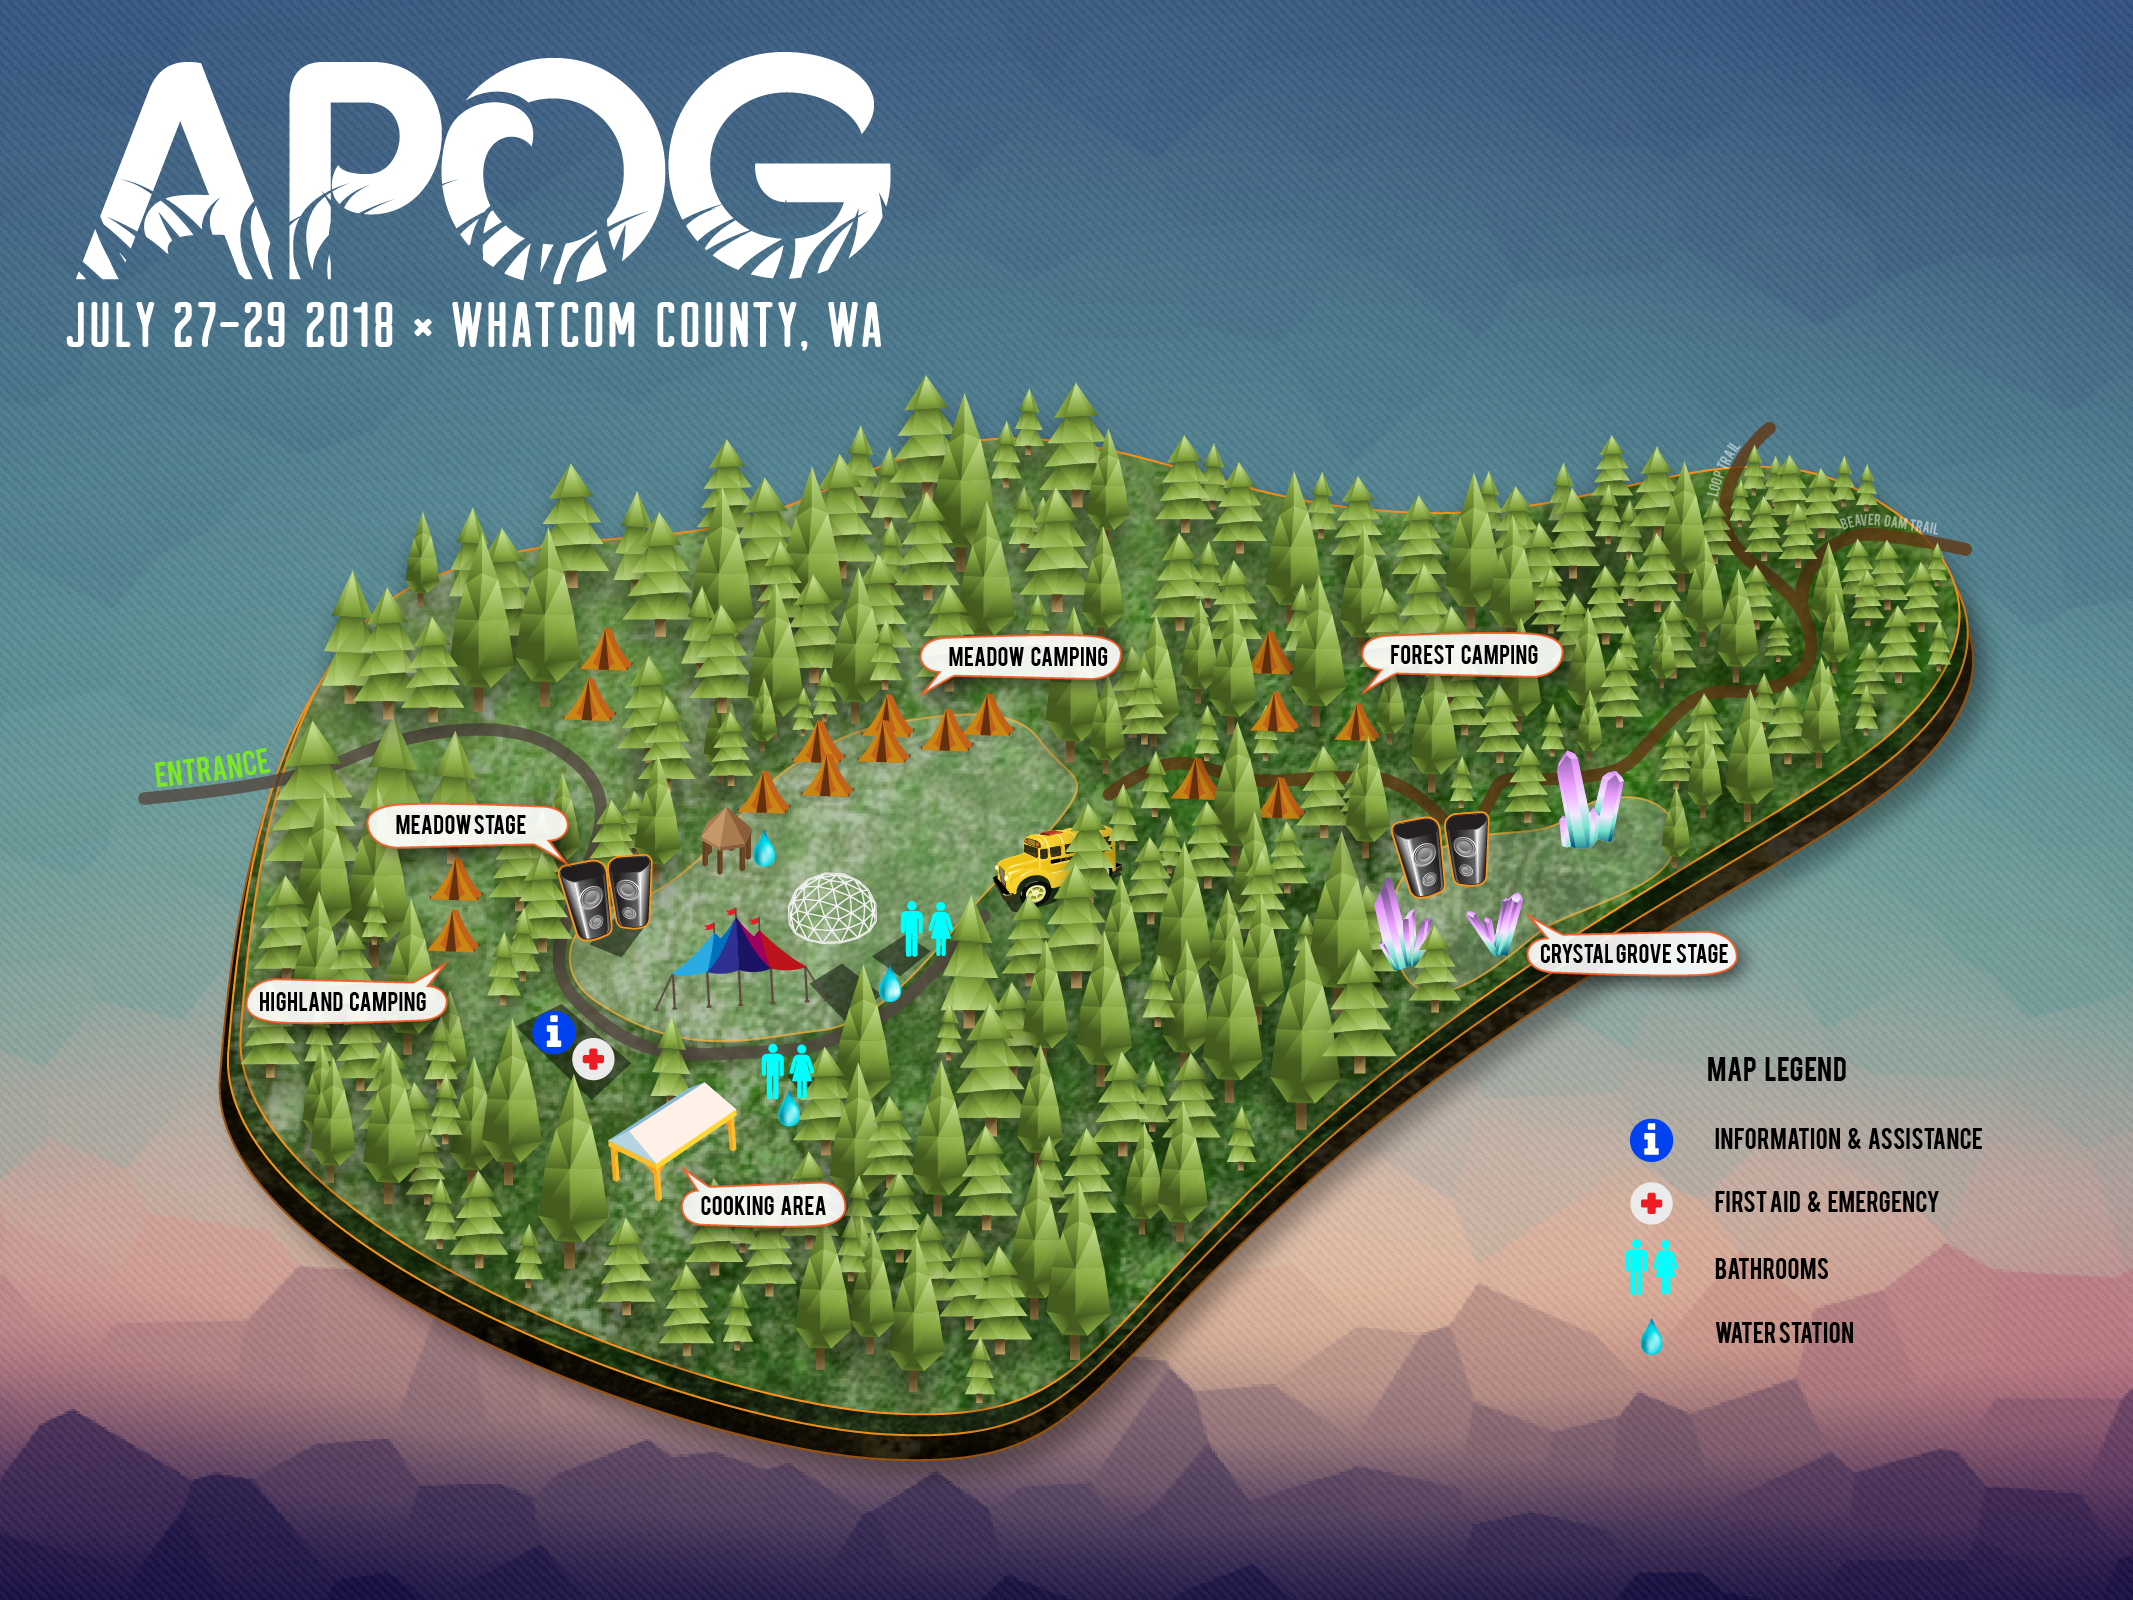 APOG
JULY 27-29 2018 × WHATCOM COUNTY, WA
LOOP TRAIL
BEAVER DAM TRAIL
MEADOW CAMPING
FOREST CAMPING
ENTRANCE
MEADOW STAGE
CRYSTAL GROVE STAGE
HIGHLAND CAMPING
i
COOKING AREA
MAP LEGEND
i INFORMATION & ASSISTANCE
FIRST AID & EMERGENCY
BATHROOMS
WATER STATION